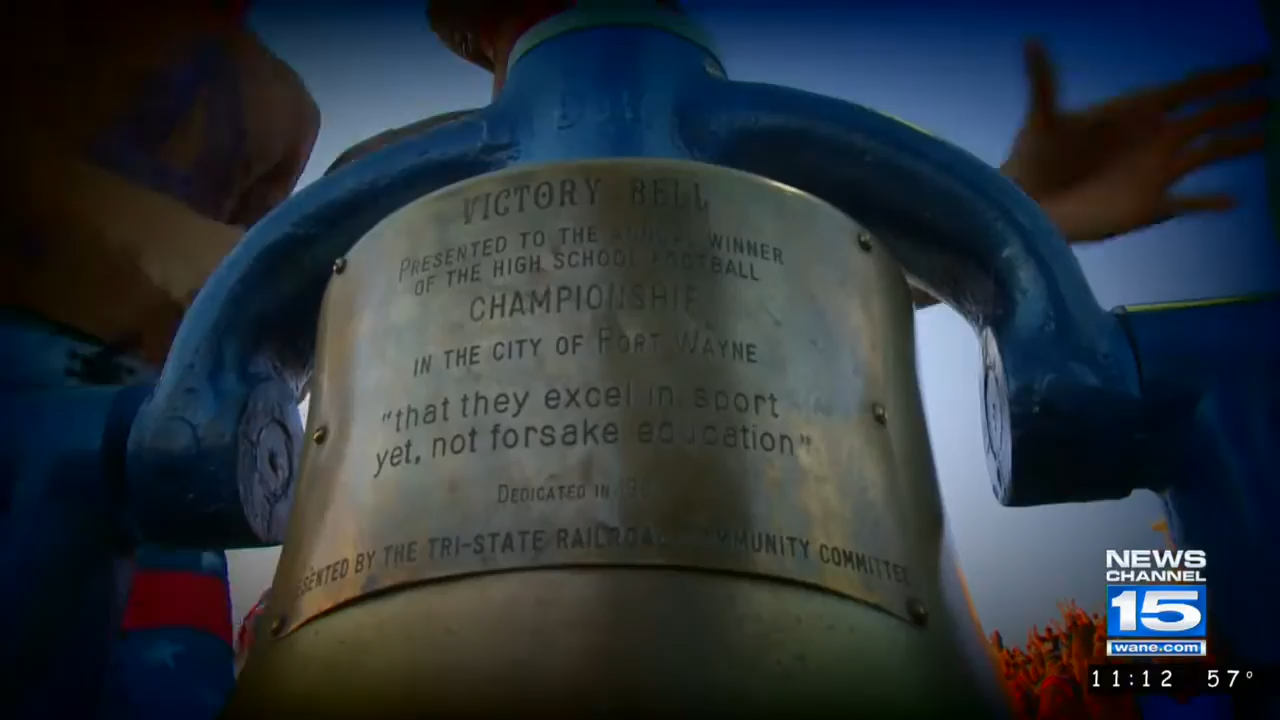 VICTORY BELL
PRESENTED TO THE ANNUAL WINNER
OF THE HIGH SCHOOL FOOTBALL
CHAMPIONSHIP
IN THE CITY OF FORT WAYNE
"that they excel in sport
yet, not forsake education"
DEDICATED IN
BY THE TRI-STATE RAILROAD COMMUNITY COMMITTEE
NEWS
CHANNEL
15
wane.com
11:12 57°